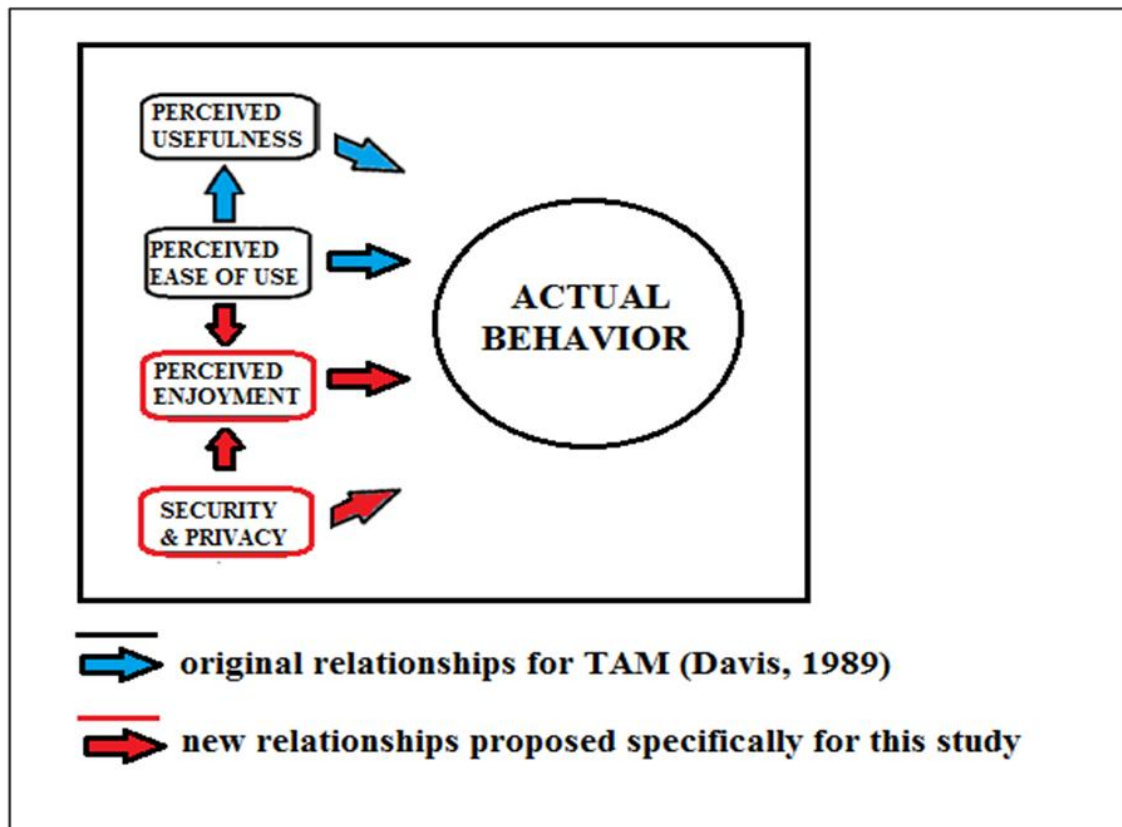 PERCEIVED
USEFULNESS
PERCEIVED
EASE OF USE
PERCEIVED
ENJOYMENT
SECURITY
& PRIVACY
ACTUAL
BEHAVIOR
original relationships for TAM (Davis, 1989)
new relationships proposed specifically for this study